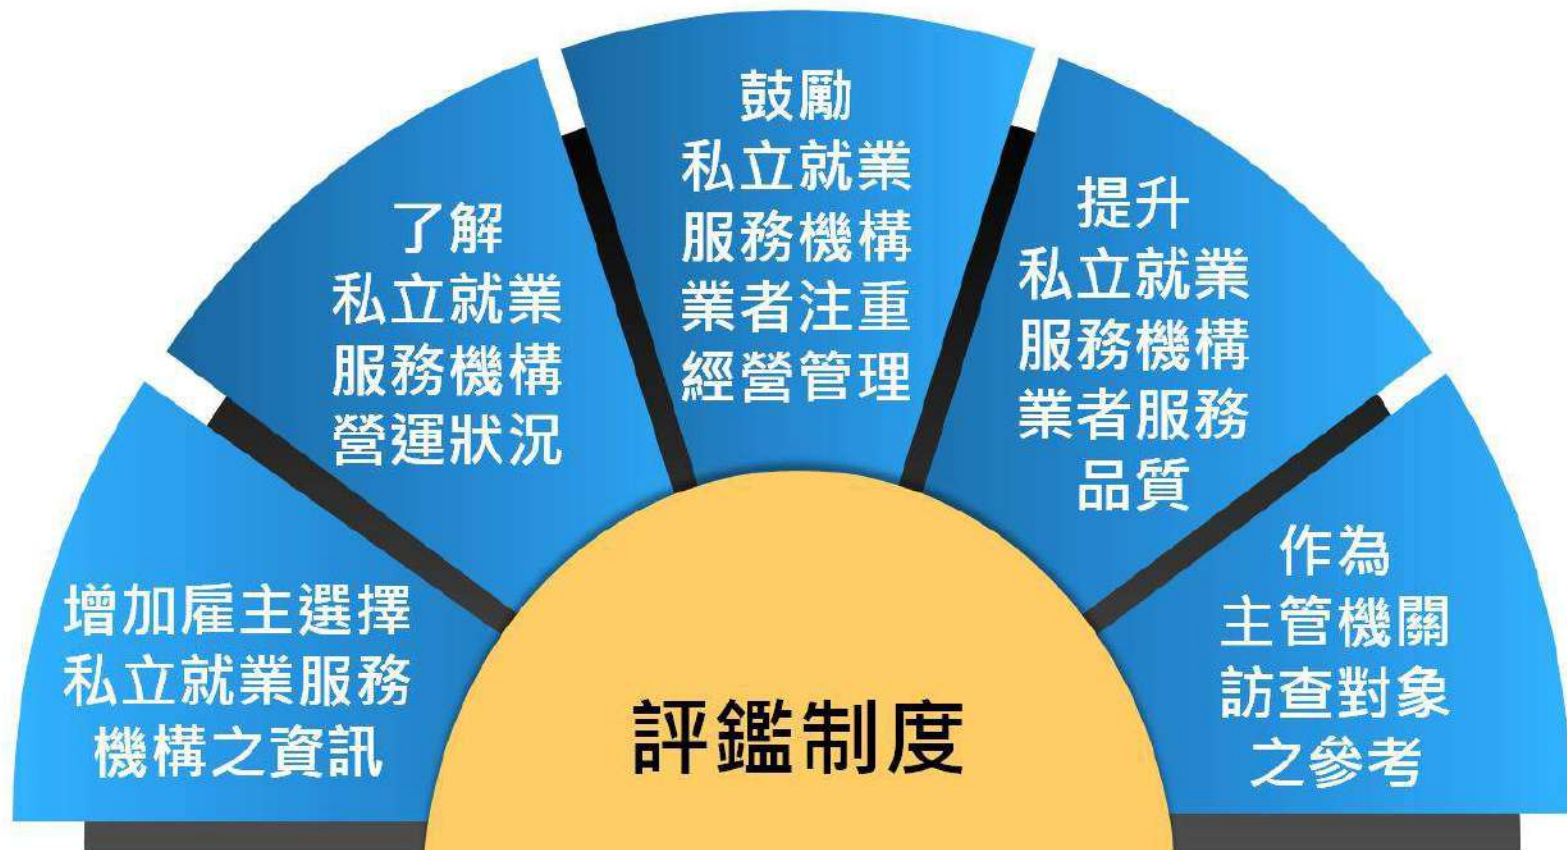 增加雇主選擇
私立就業服務
機構之資訊
了解
私立就業
服務機構
營運狀況
鼓勵
私立就業
服務機構
業者注重
經營管理
提升
私立就業
服務機構
業者服務
品質
作為
主管機關
訪查對象
之參考
評鑑制度